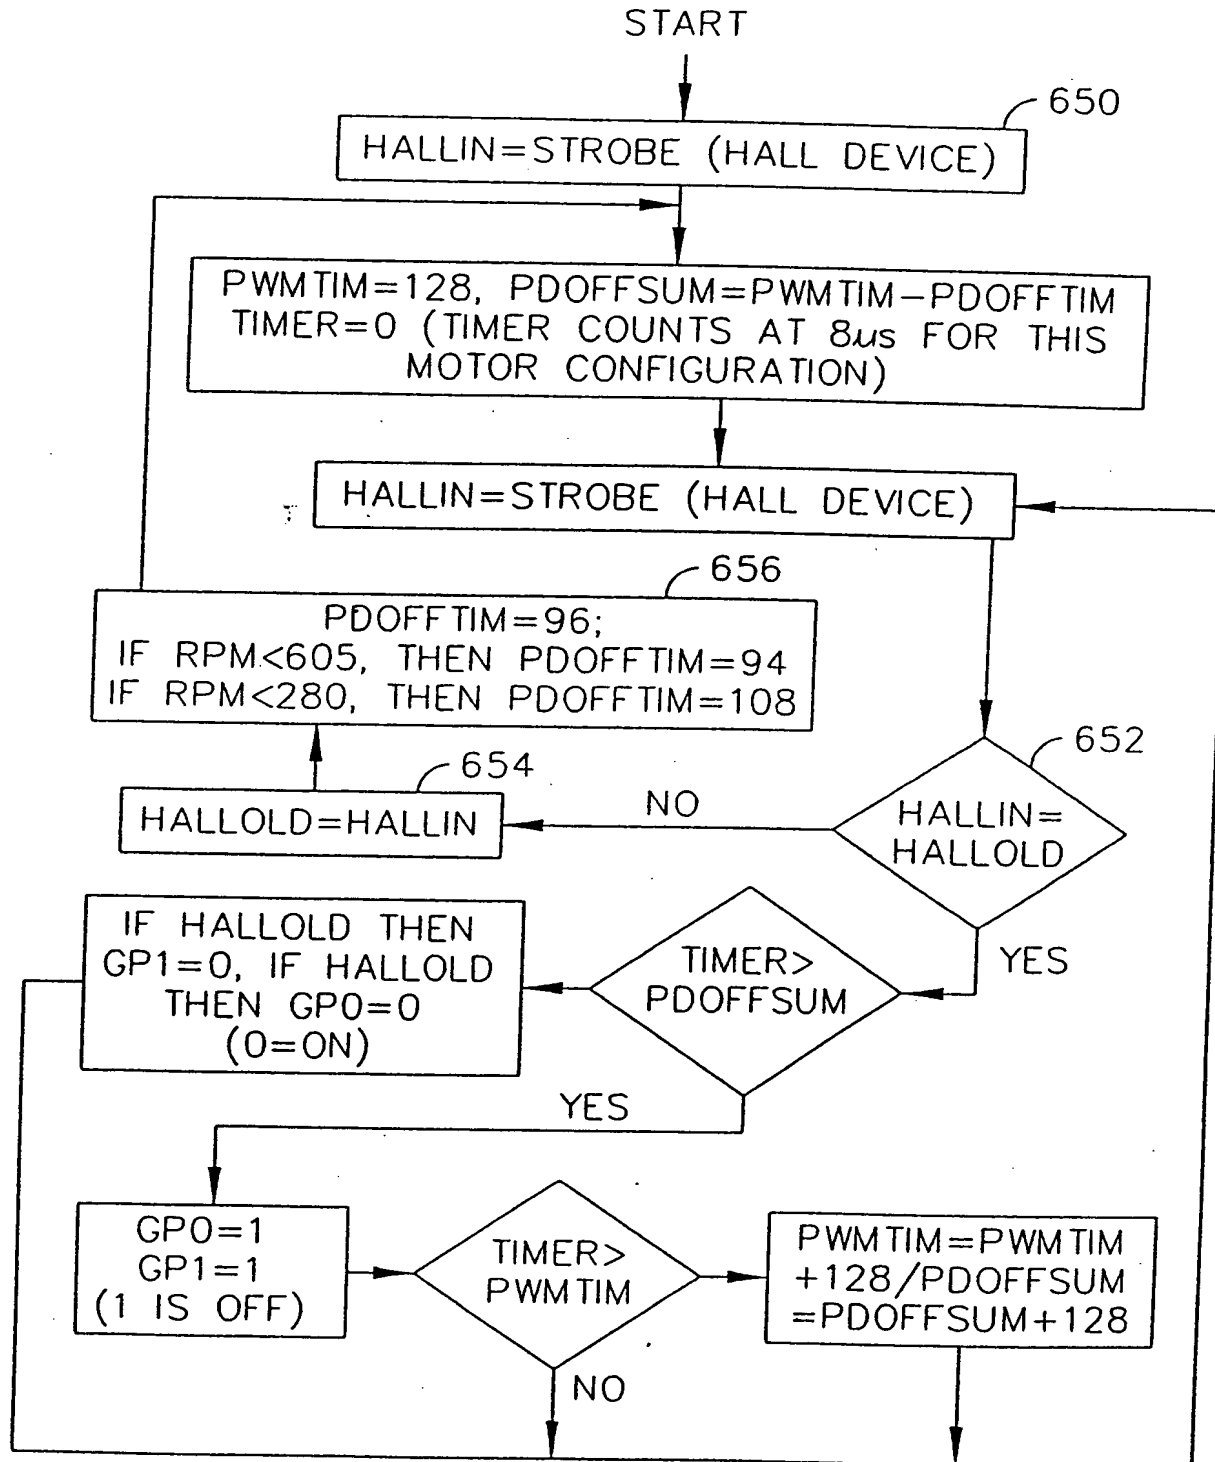 START
650
HALLIN=STROBE (HALL DEVICE)
PWMTIM=128, PDOFFSUM=PWMTIM-PDOFFTIM
TIMER=0 (TIMER COUNTS AT 8µs FOR THIS
MOTOR CONFIGURATION)
HALLIN=STROBE (HALL DEVICE)
656
PDOFFTIM=96;
IF RPM<605, THEN PDOFFTIM=94
IF RPM<280, THEN PDOFFTIM=108
652
654
HALLOLD=HALLIN
NO
HALLIN=
HALLOLD
YES
IF HALLOLD THEN
GP1=0, IF HALLOLD
THEN GP0=0
(0=ON)
TIMER>
PDOFFSUM
YES
GP0=1
GP1=1
(1 IS OFF)
TIMER>
PWMTIM
NO
PWMTIM=PWMTIM
+128/PDOFFSUM
=PDOFFSUM+128